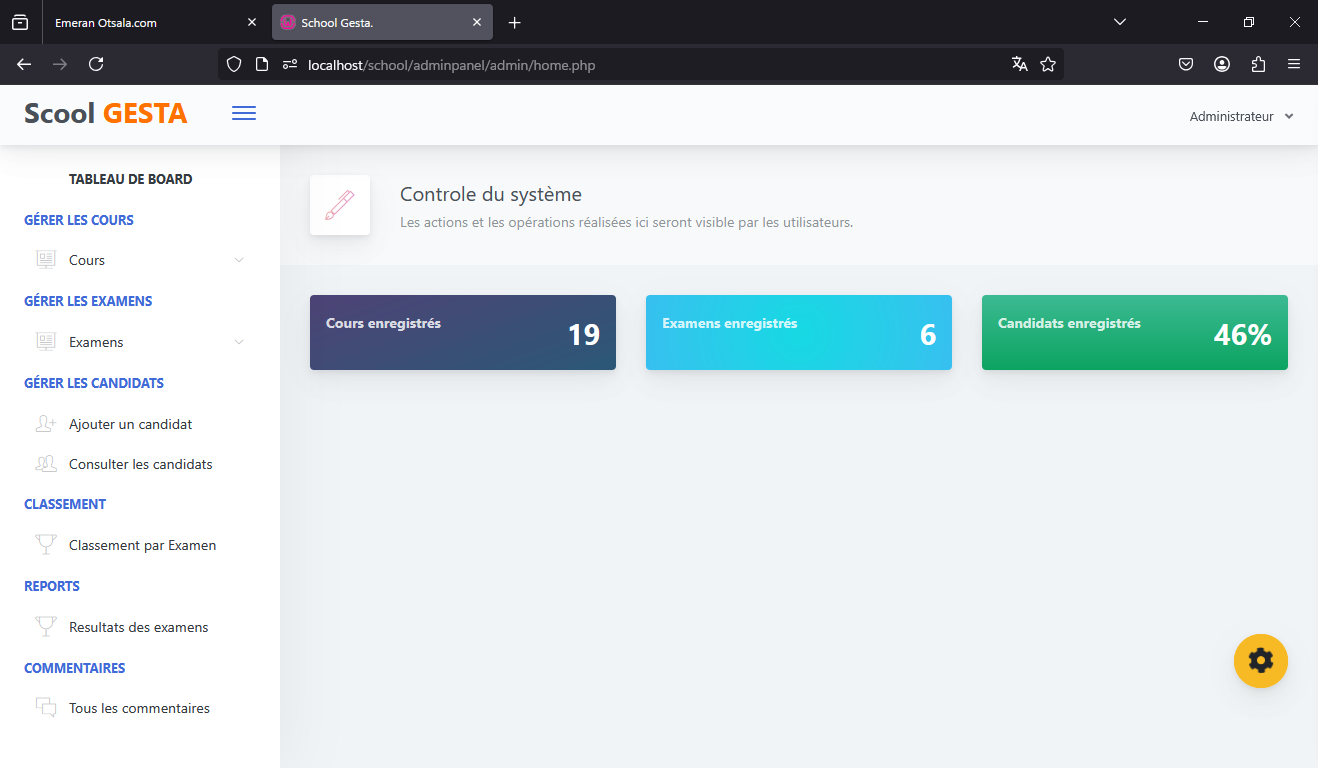 Emeran Otsala.com
School Gesta.
localhost/school/adminpanel/admin/home.php
Scool GESTA
Administrateur
TABLEAU DE BOARD
GÉRER LES COURS
Cours
GÉRER LES EXAMENS
Examens
GÉRER LES CANDIDATS
Ajouter un candidat
Consulter les candidats
CLASSEMENT
Classement par Examen
REPORTS
Resultats des examens
COMMENTAIRES
Tous les commentaires
Controle du système
Les actions et les opérations réalisées ici seront visible par les utilisateurs.
Cours enregistrés
19
Examens enregistrés
6
Candidats enregistrés
46%